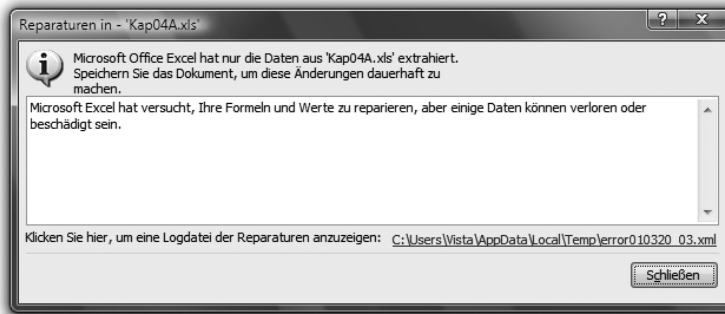 Reparaturen in - 'Kap04A.xls'
Microsoft Office Excel hat nur die Daten aus 'Kap04A.xls' extrahiert.
Speichern Sie das Dokument, um diese Änderungen dauerhaft zu
machen.
Microsoft Excel hat versucht, Ihre Formeln und Werte zu reparieren, aber einige Daten können verloren oder
beschädigt sein.
Klicken Sie hier, um eine Logdatei der Reparaturen anzuzeigen: C:\Users\Vista\AppData\Local\Temp\error010320_03.xml
Schließen